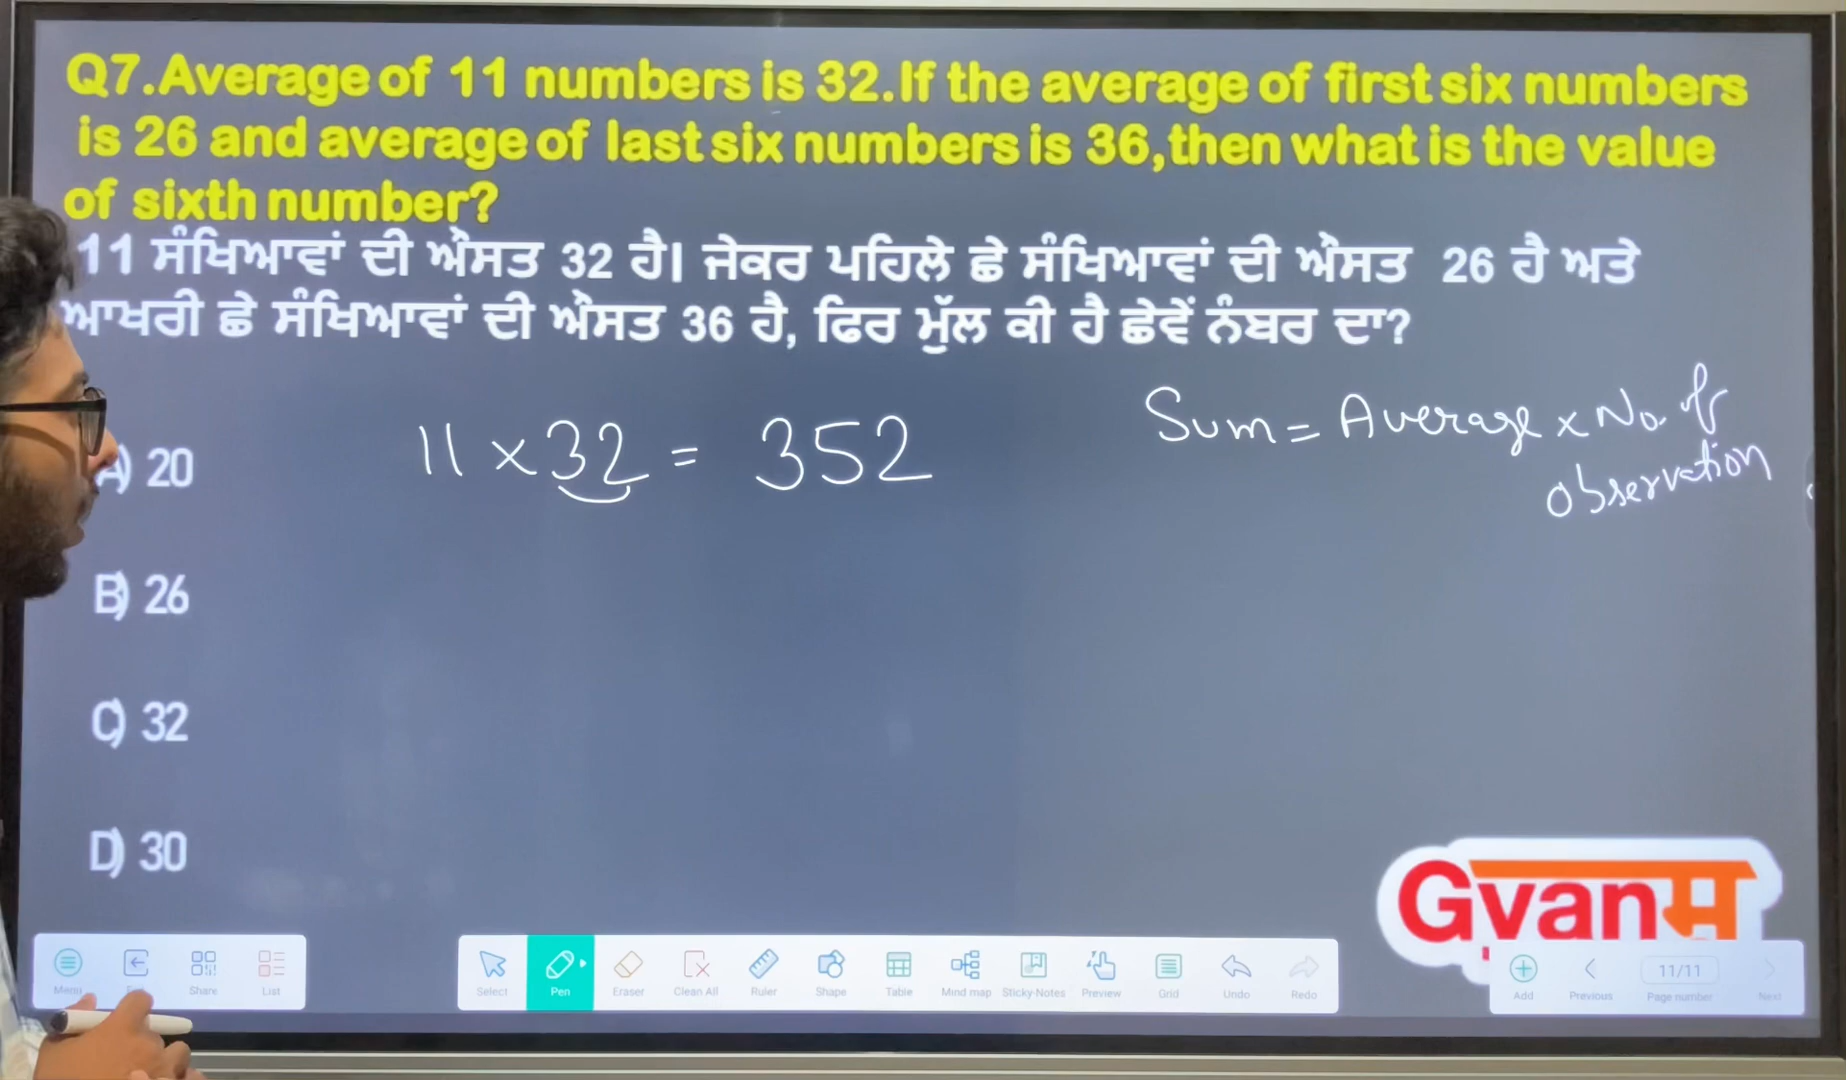 Q7.Average of 11 numbers is 32.If the average of first six numbers
is 26 and average of last six numbers is 36,then what is the value
of sixth number?
11 ਸੰਖਿਆਵਾਂ ਦੀ ਔਸਤ 32 ਹੈ। ਜੇਕਰ ਪਹਿਲੇ ਛੇ ਸੰਖਿਆਵਾਂ ਦੀ ਔਸਤ 26 ਹੈ ਅਤੇ
ਆਖਰੀ ਛੇ ਸੰਖਿਆਵਾਂ ਦੀ ਔਸਤ 36 ਹੈ, ਫਿਰ ਮੁੱਲ ਕੀ ਹੈ ਛੇਵੇਂ ਨੰਬਰ ਦਾ?
Sum = Average × No. of
observation
11 × 32 = 352
A) 20
B) 26
C) 32
D) 30
Gyanਸ
Menu Share List Select Pen Eraser Clean All Ruler Shape Table Mind map Sticky-Notes Preview Grid Undo Redo Add Previous 11/11 Page number Next